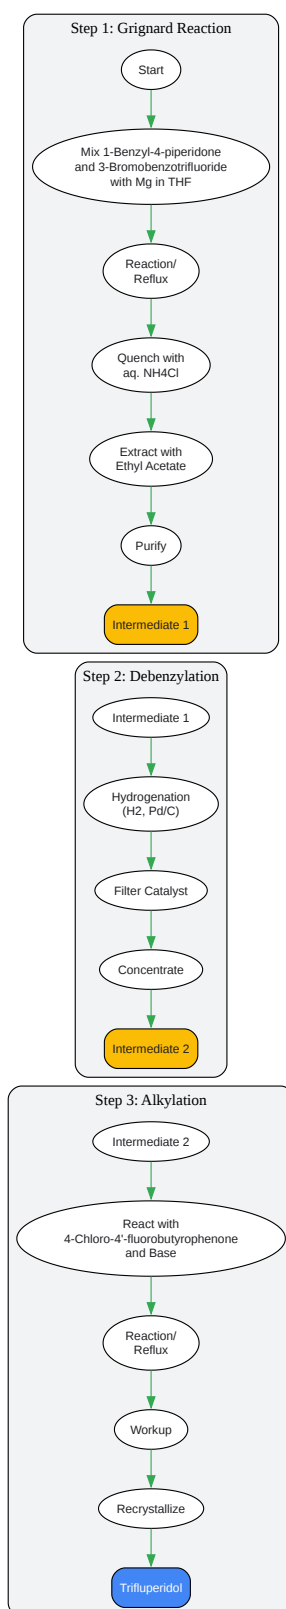 Step 1: Grignard Reaction
Start
Mix 1-Benzyl-4-piperidone
and 3-Bromobenzotrifluoride
with Mg in THF
Reaction/
Reflux
Quench with
aq. NH4Cl
Extract with
Ethyl Acetate
Purify
Intermediate 1
Step 2: Debenzylation
Intermediate 1
Hydrogenation
(H2, Pd/C)
Filter Catalyst
Concentrate
Intermediate 2
Step 3: Alkylation
Intermediate 2
React with
4-Chloro-4'-fluorobutyrophenone
and Base
Reaction/
Reflux
Workup
Recrystallize
Trifluperidol